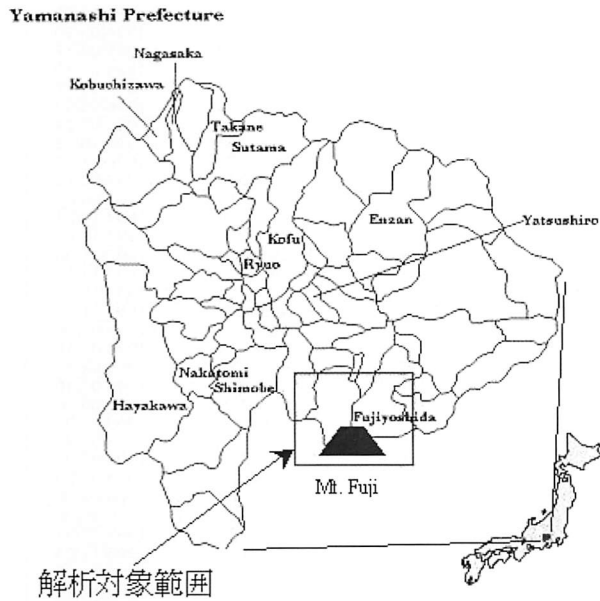 Yamanashi Prefecture
Nagasaka
Kobuchizawa
Takane
Sutama
Enzan
Yatsushiro
Kofu
Ryuo
Nakatomi
Shimobe
Hayakawa
Fujiyoshida
Mt. Fuji
解析対象範囲